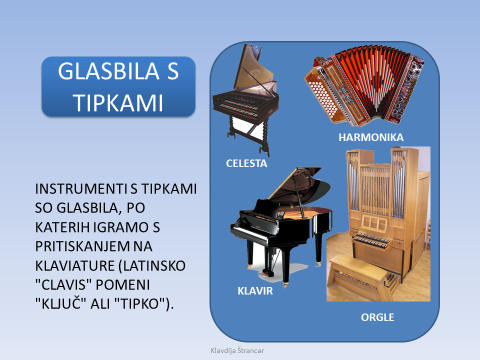 GLASBILA S
TIPKAMI
INSTRUMENTI S TIPKAMI
SO GLASBILA, PO
KATERIH IGRAMO S
PRITISKANJEM NA
KLAVIATURE (LATINSKO
"CLAVIS" POMENI
"KLJUČ" ALI "TIPKO").
CELESTA
HARMONIKA
KLAVIR
ORGLE
Klavdija Štrancar